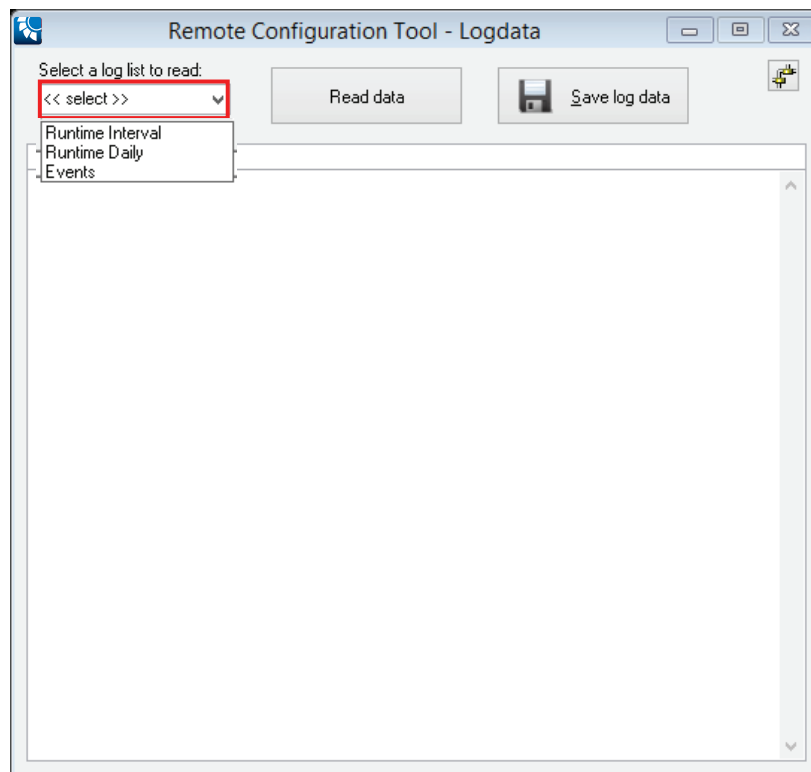 Remote Configuration Tool - Logdata
Select a log list to read:
<< select >>
Read data
Save log data
Runtime Interval
Runtime Daily
Events